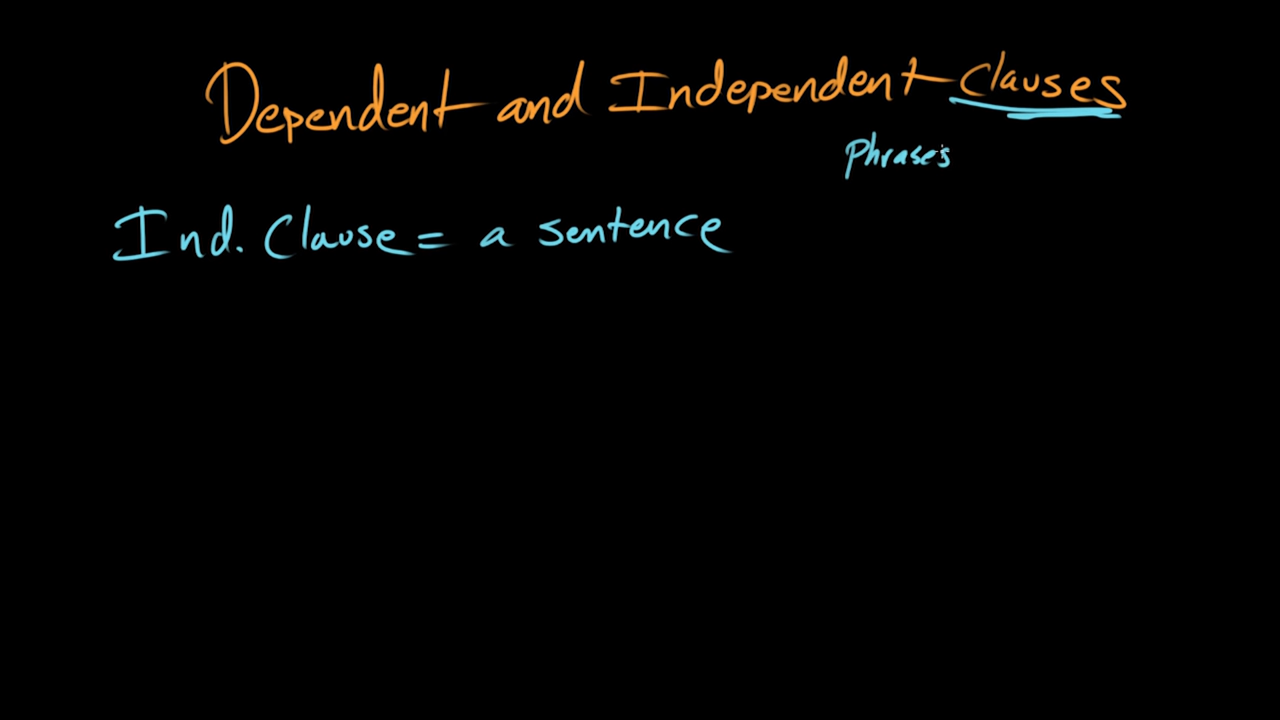 Dependent and Independent Clauses
Phrases
Ind. Clause = a sentence